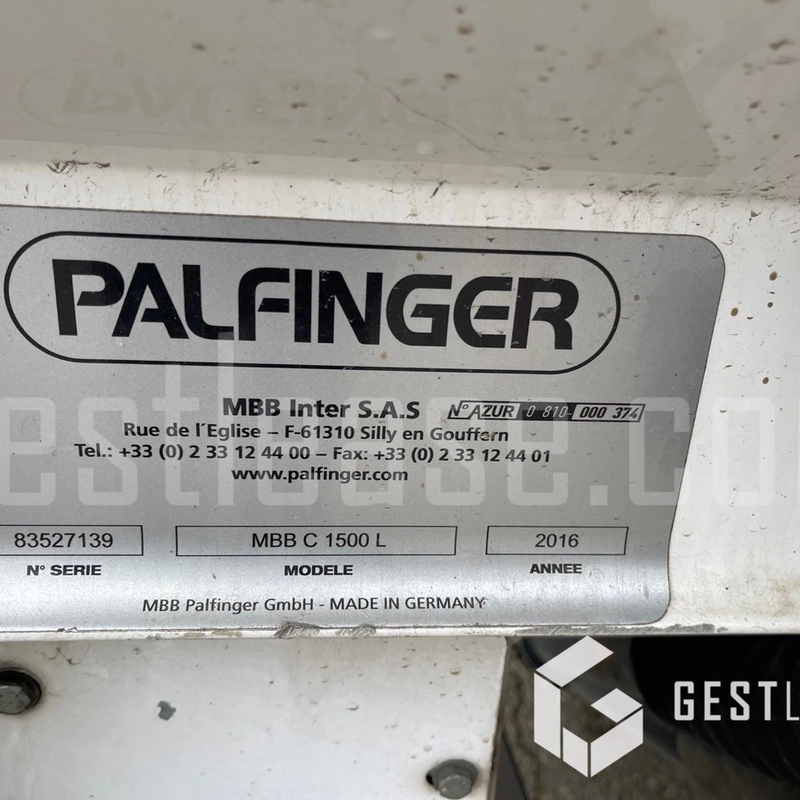 PALFINGER
MBB Inter S.A.S N° AZUR 0 810 000 374
Rue de l'Eglise – F-61310 Silly en Gouffern
Tel.: +33 (0) 2 33 12 44 00 – Fax: +33 (0) 2 33 12 44 01
www.palfinger.com
83527139 MBB C 1500 L 2016
N° SERIE MODELE ANNEE
MBB Palfinger GmbH - MADE IN GERMANY
estlease.co
GESTL